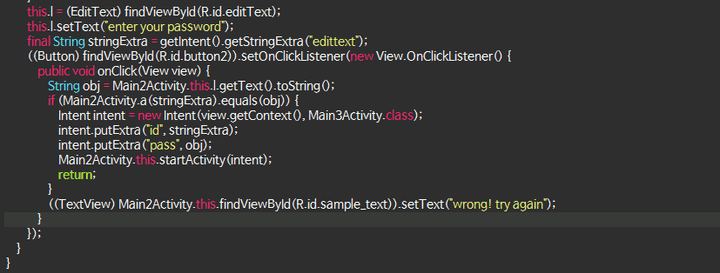 this.l = (EditText) findViewById(R.id.editText);
this.l.setText("enter your password");
final String stringExtra = getIntent().getStringExtra("edittext");
((Button) findViewById(R.id.button2)).setOnClickListener(new View.OnClickListener() {
public void onClick(View view) {
String obj = Main2Activity.this.l.getText().toString();
if (Main2Activity.a(stringExtra).equals(obj)) {
Intent intent = new Intent(view.getContext(), Main3Activity.class);
intent.putExtra("id", stringExtra);
intent.putExtra("pass", obj);
Main2Activity.this.startActivity(intent);
return;
}
((TextView) Main2Activity.this.findViewById(R.id.sample_text)).setText("wrong! try again");
}
});
}
}